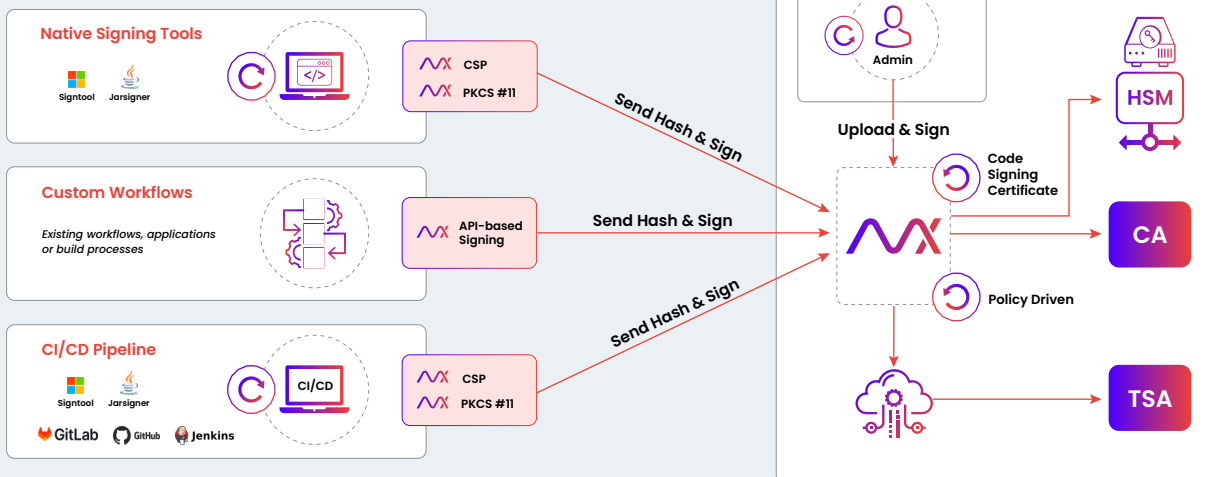 Native Signing Tools
Signtool
Jarsigner
</>
CSP
PKCS #11
Send Hash & Sign
Custom Workflows
Existing workflows, applications
or build processes
API-based
Signing
Send Hash & Sign
CI/CD Pipeline
Signtool
Jarsigner
GitLab
GitHub
Jenkins
CI/CD
CSP
PKCS #11
Send Hash & Sign
Admin
Upload & Sign
Code
Signing
Certificate
Policy Driven
HSM
CA
TSA